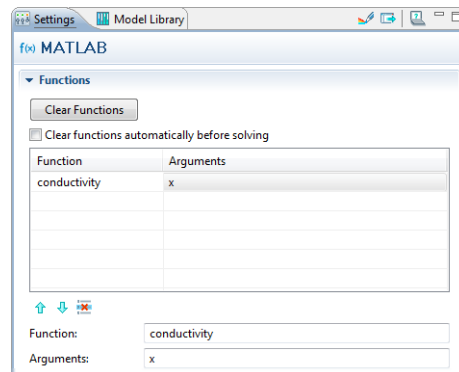 Settings Model Library
f(x) MATLAB
Functions
Clear Functions
Clear functions automatically before solving
Function Arguments
conductivity x
Function: conductivity
Arguments: x